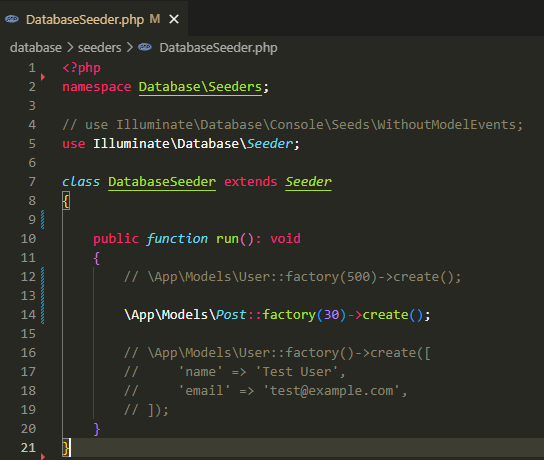 DatabaseSeeder.php M ×
database > seeders > DatabaseSeeder.php
1 <?php
2 namespace Database\Seeders;
3
4 // use Illuminate\Database\Console\Seeds\WithoutModelEvents;
5 use Illuminate\Database\Seeder;
6
7 class DatabaseSeeder extends Seeder
8 {
9
10     public function run(): void
11     {
12         // \App\Models\User::factory(500)->create();
13
14         \App\Models\Post::factory(30)->create();
15
16         // \App\Models\User::factory()->create([
17         //     'name' => 'Test User',
18         //     'email' => 'test@example.com',
19         // ]);
20     }
21 }